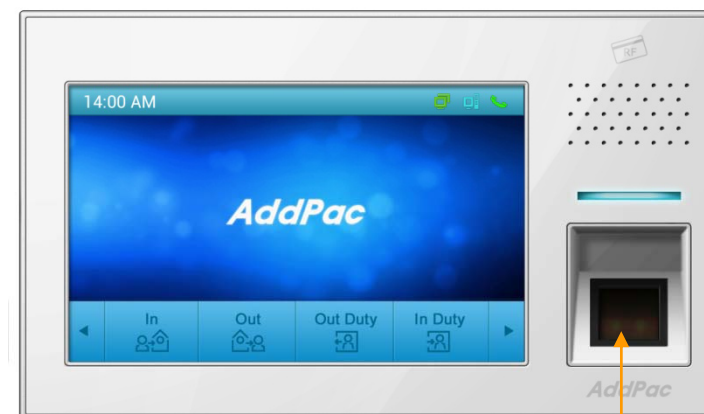 RF
14:00 AM
AddPac
In
Out
Out Duty
In Duty
AddPac